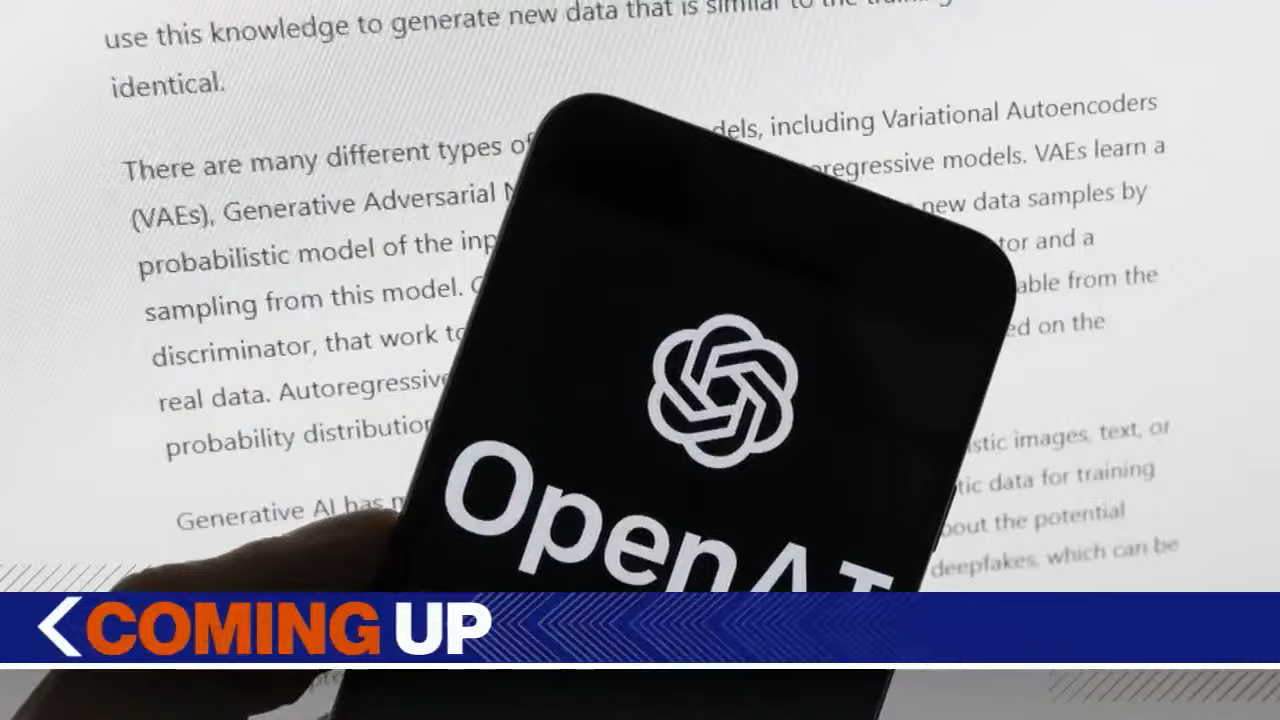 use this knowledge to generate new data that is similar to the training
identical.
There are many different types of dels, including Variational Autoencoders
(VAEs), Generative Adversarial oregressive models. VAEs learn a
probabilistic model of the inp new data samples by
sampling from this model. tor and a
discriminator, that work to able from the
real data. Autoregressive ed on the
probability distribution
istic images, text, or
Generative AI has tic data for training
bout the potential
deepfakes, which can be
OpenAI
COMING UP